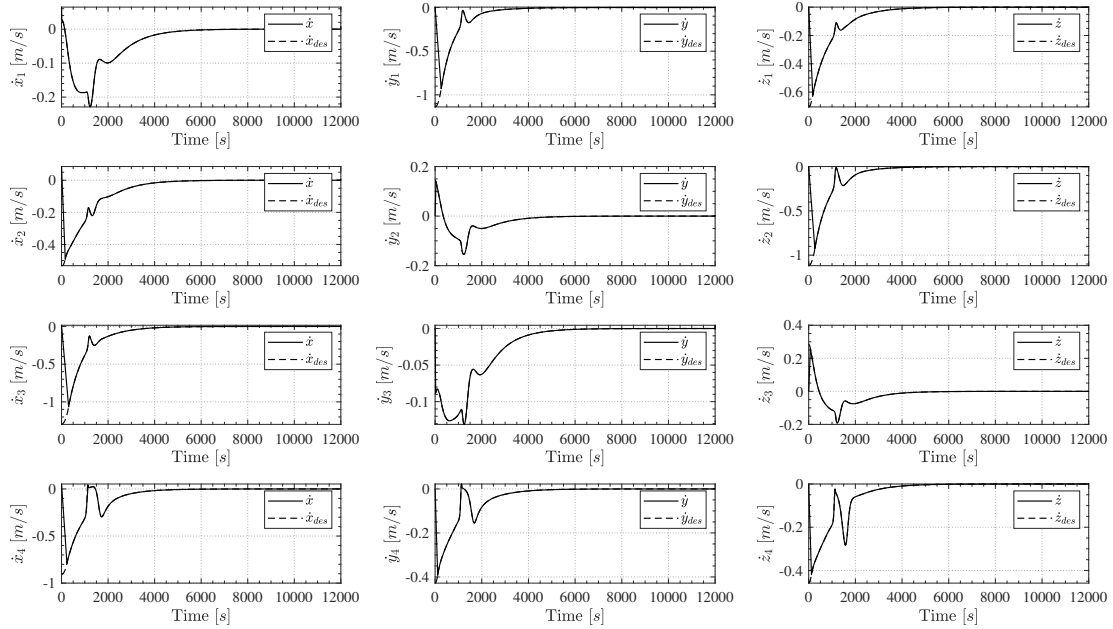 0
-0.1
-0.2
ẋ₁ [m/s]
ẋ
ẋ_des
0 2000 4000 6000 8000 10000 12000
Time [s]
0
-0.5
-1
ẏ₁ [m/s]
ẏ
ẏ_des
0 2000 4000 6000 8000 10000 12000
Time [s]
0
-0.2
-0.4
-0.6
ż₁ [m/s]
ż
ż_des
0 2000 4000 6000 8000 10000 12000
Time [s]
0
-0.2
-0.4
ẋ₂ [m/s]
ẋ
ẋ_des
0 2000 4000 6000 8000 10000 12000
Time [s]
0.2
0
-0.2
ẏ₂ [m/s]
ẏ
ẏ_des
0 2000 4000 6000 8000 10000 12000
Time [s]
0
-0.5
-1
ż₂ [m/s]
ż
ż_des
0 2000 4000 6000 8000 10000 12000
Time [s]
0
-0.5
-1
ẋ₃ [m/s]
ẋ
ẋ_des
0 2000 4000 6000 8000 10000 12000
Time [s]
0
-0.05
-0.1
ẏ₃ [m/s]
ẏ
ẏ_des
0 2000 4000 6000 8000 10000 12000
Time [s]
0.4
0.2
0
-0.2
ż₃ [m/s]
ż
ż_des
0 2000 4000 6000 8000 10000 12000
Time [s]
0
-0.5
-1
ẋ₄ [m/s]
ẋ
ẋ_des
0 2000 4000 6000 8000 10000 12000
Time [s]
0
-0.2
-0.4
ẏ₄ [m/s]
ẏ
ẏ_des
0 2000 4000 6000 8000 10000 12000
Time [s]
0
-0.2
-0.4
ż₄ [m/s]
ż
ż_des
0 2000 4000 6000 8000 10000 12000
Time [s]